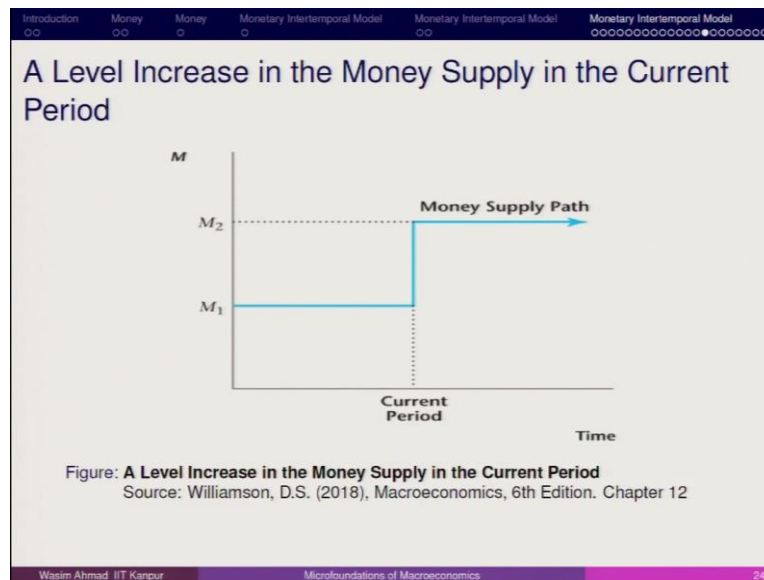 Introduction Money Money Monetary Intertemporal Model Monetary Intertemporal Model Monetary Intertemporal Model
A Level Increase in the Money Supply in the Current
Period
M
Money Supply Path
M2
M1
Current
Period
Time
Figure: A Level Increase in the Money Supply in the Current Period
Source: Williamson, D.S. (2018), Macroeconomics, 6th Edition. Chapter 12
Wasim Ahmad IIT Kanpur Microfoundations of Macroeconomics 24